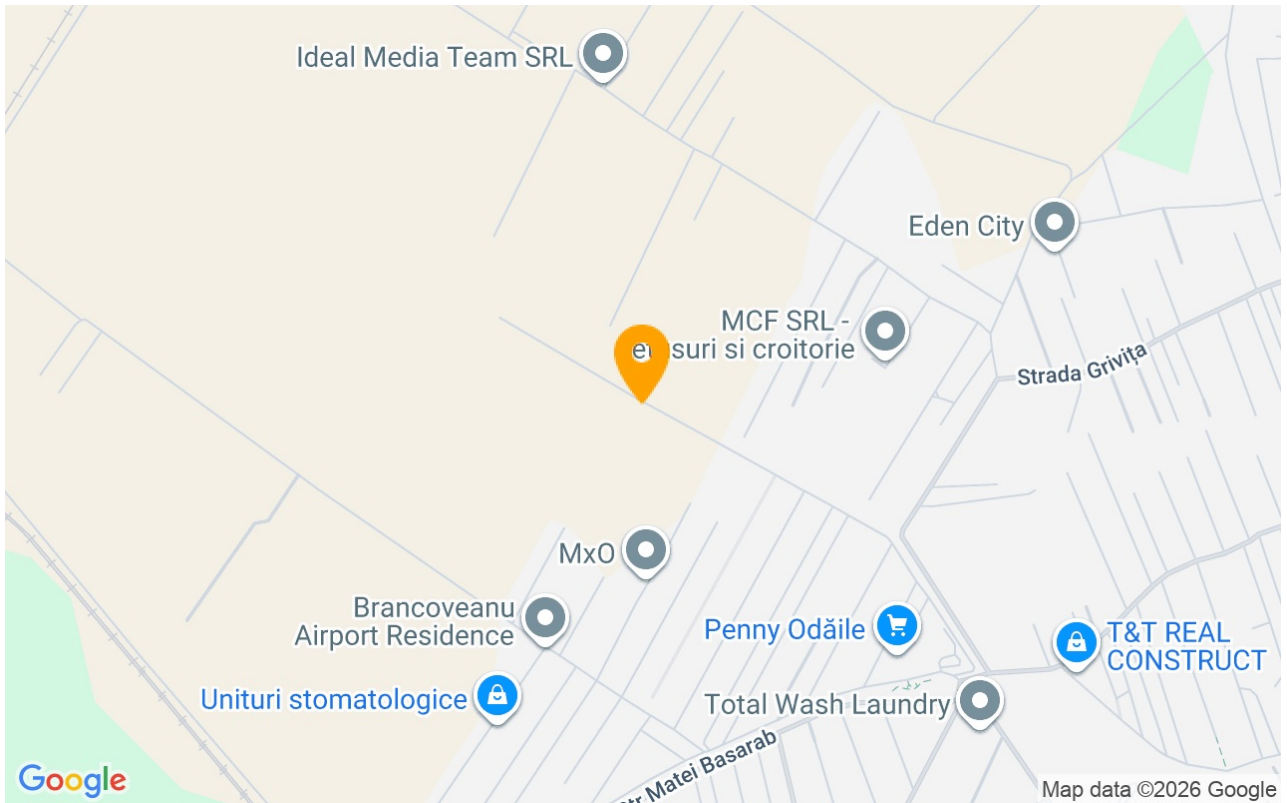 Ideal Media Team SRL
Eden City
MCF SRL -
suri si croitorie
Strada Grivița
MxO
Brancoveanu
Airport Residence
Penny Odăile
T&T REAL
CONSTRUCT
Unituri stomatologice
Total Wash Laundry
Matei Basarab
Google
Map data ©2026 Google